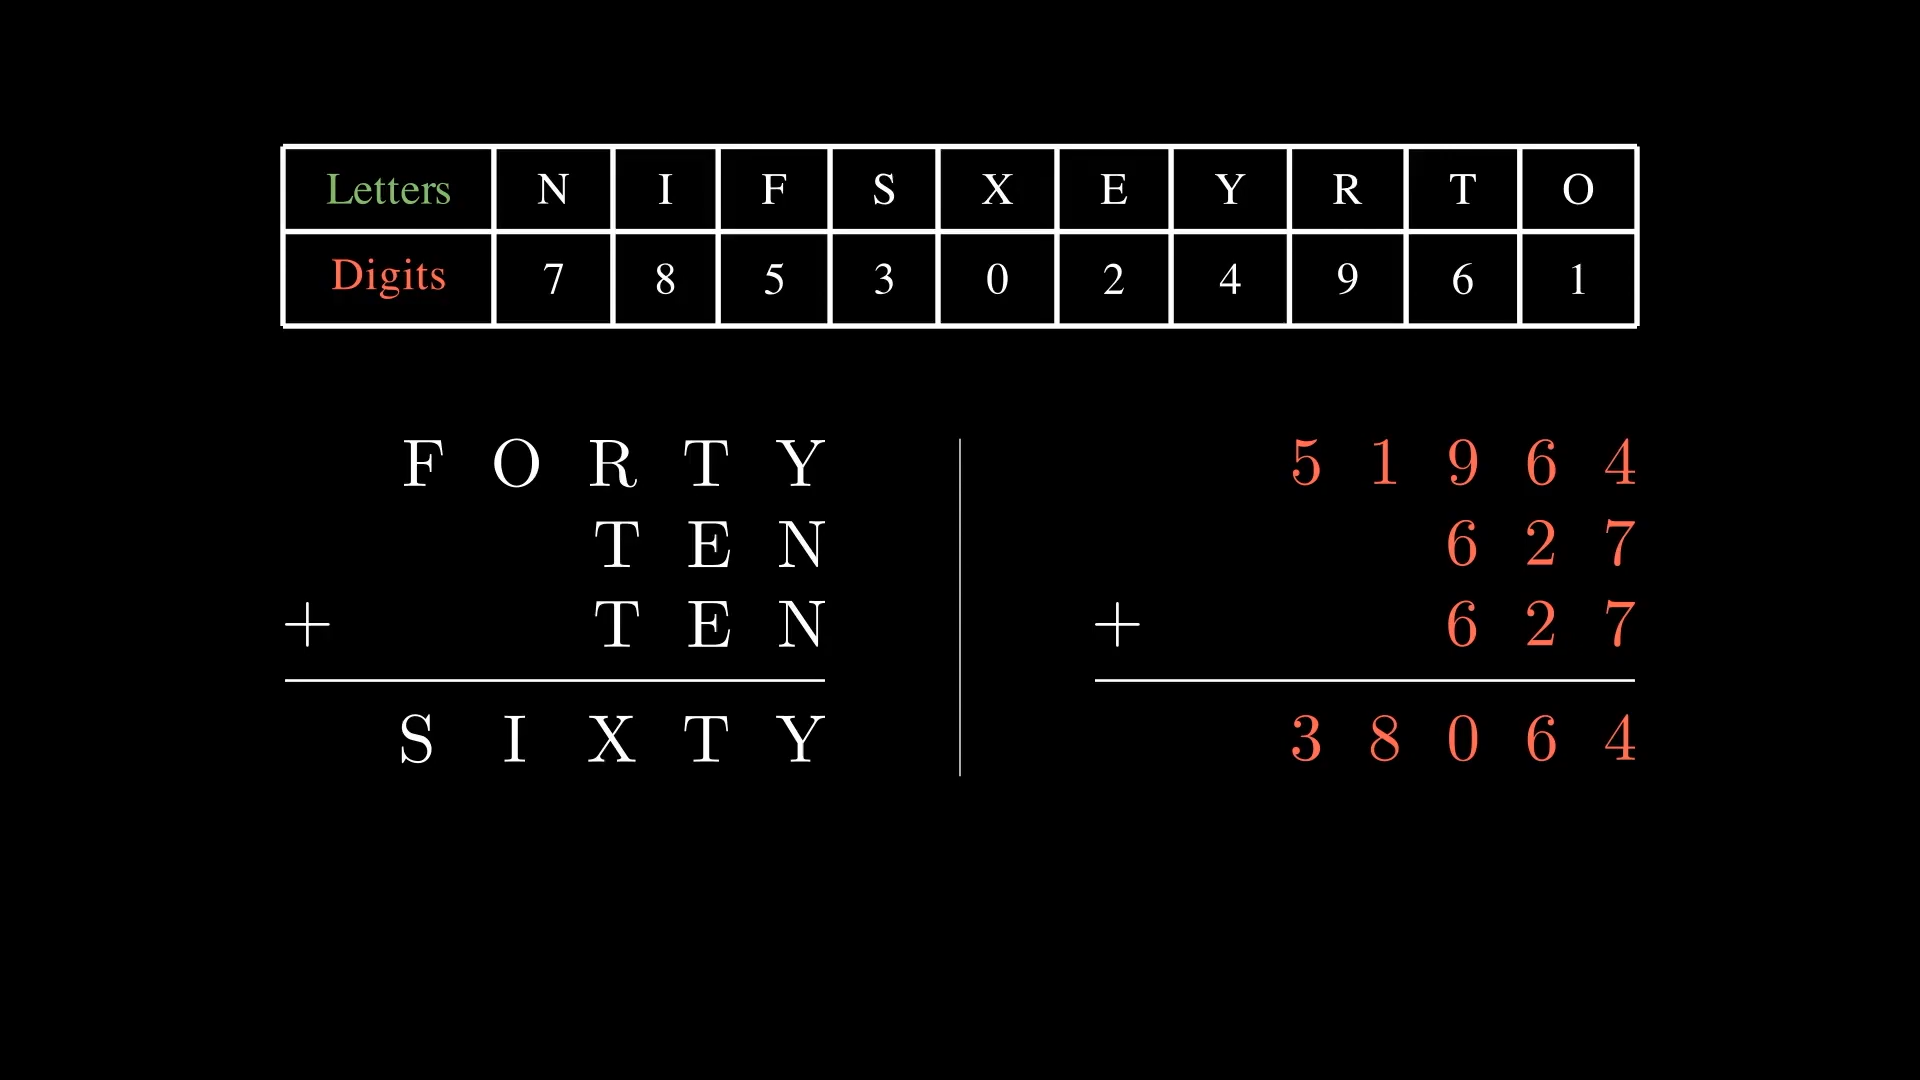 Letters N I F S X E Y R T O
Digits 7 8 5 3 0 2 4 9 6 1
F O R T Y
T E N
+ T E N
S I X T Y
5 1 9 6 4
6 2 7
+ 6 2 7
3 8 0 6 4